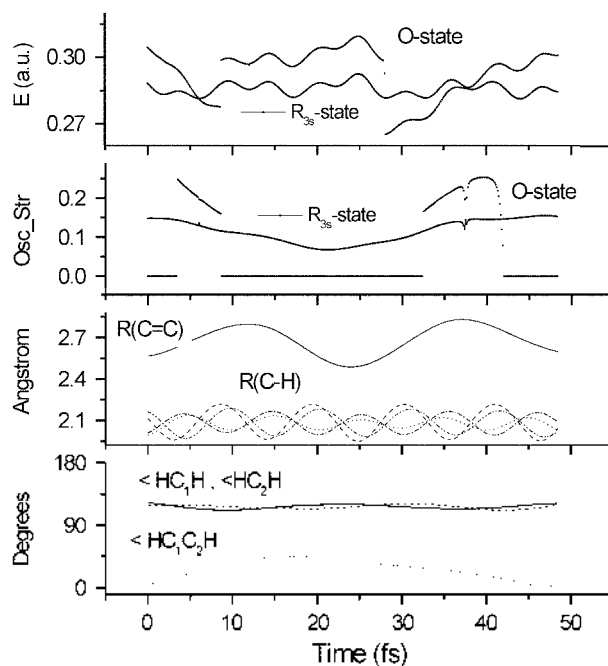 E (a.u.)
0.30
0.27
O-state
R3s-state
Osc_Str
0.2
0.1
0.0
R3s-state
O-state
Angstrom
2.7
2.4
2.1
R(C=C)
R(C-H)
Degrees
180
90
0
< HC1H , <HC2H
< HC1C2H
0 10 20 30 40 50
Time (fs)